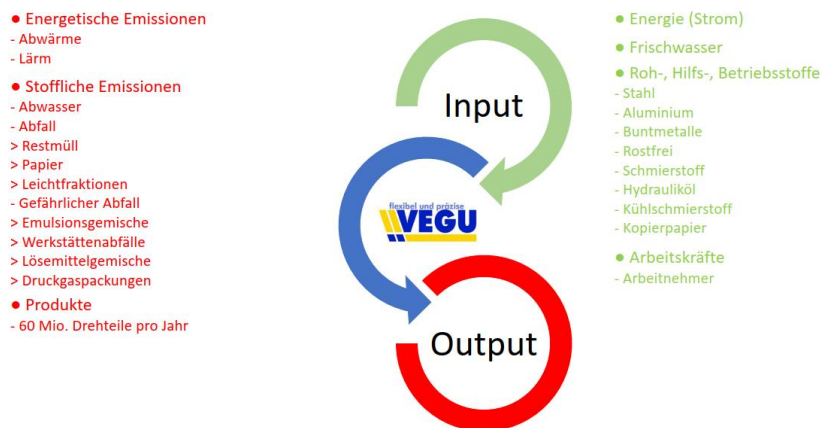 ● Energetische Emissionen
- Abwärme
- Lärm
● Stoffliche Emissionen
- Abwasser
- Abfall
> Restmüll
> Papier
> Leichtfraktionen
- Gefährlicher Abfall
> Emulsionsgemische
> Werkstättenabfälle
> Lösemittelgemische
> Druckgaspackungen
● Produkte
- 60 Mio. Drehteile pro Jahr
Input
flexibel und präzise
VEGU
Output
● Energie (Strom)
● Frischwasser
● Roh-, Hilfs-, Betriebsstoffe
- Stahl
- Aluminium
- Buntmetalle
- Rostfrei
- Schmierstoff
- Hydrauliköl
- Kühlschmierstoff
- Kopierpapier
● Arbeitskräfte
- Arbeitnehmer